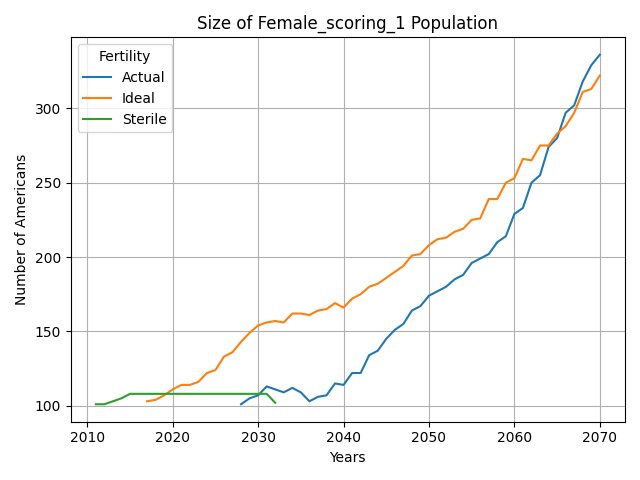 Size of Female_scoring_1 Population
Fertility
Actual
Ideal
Sterile
Number of Americans
300
250
200
150
100
2010 2020 2030 2040 2050 2060 2070
Years